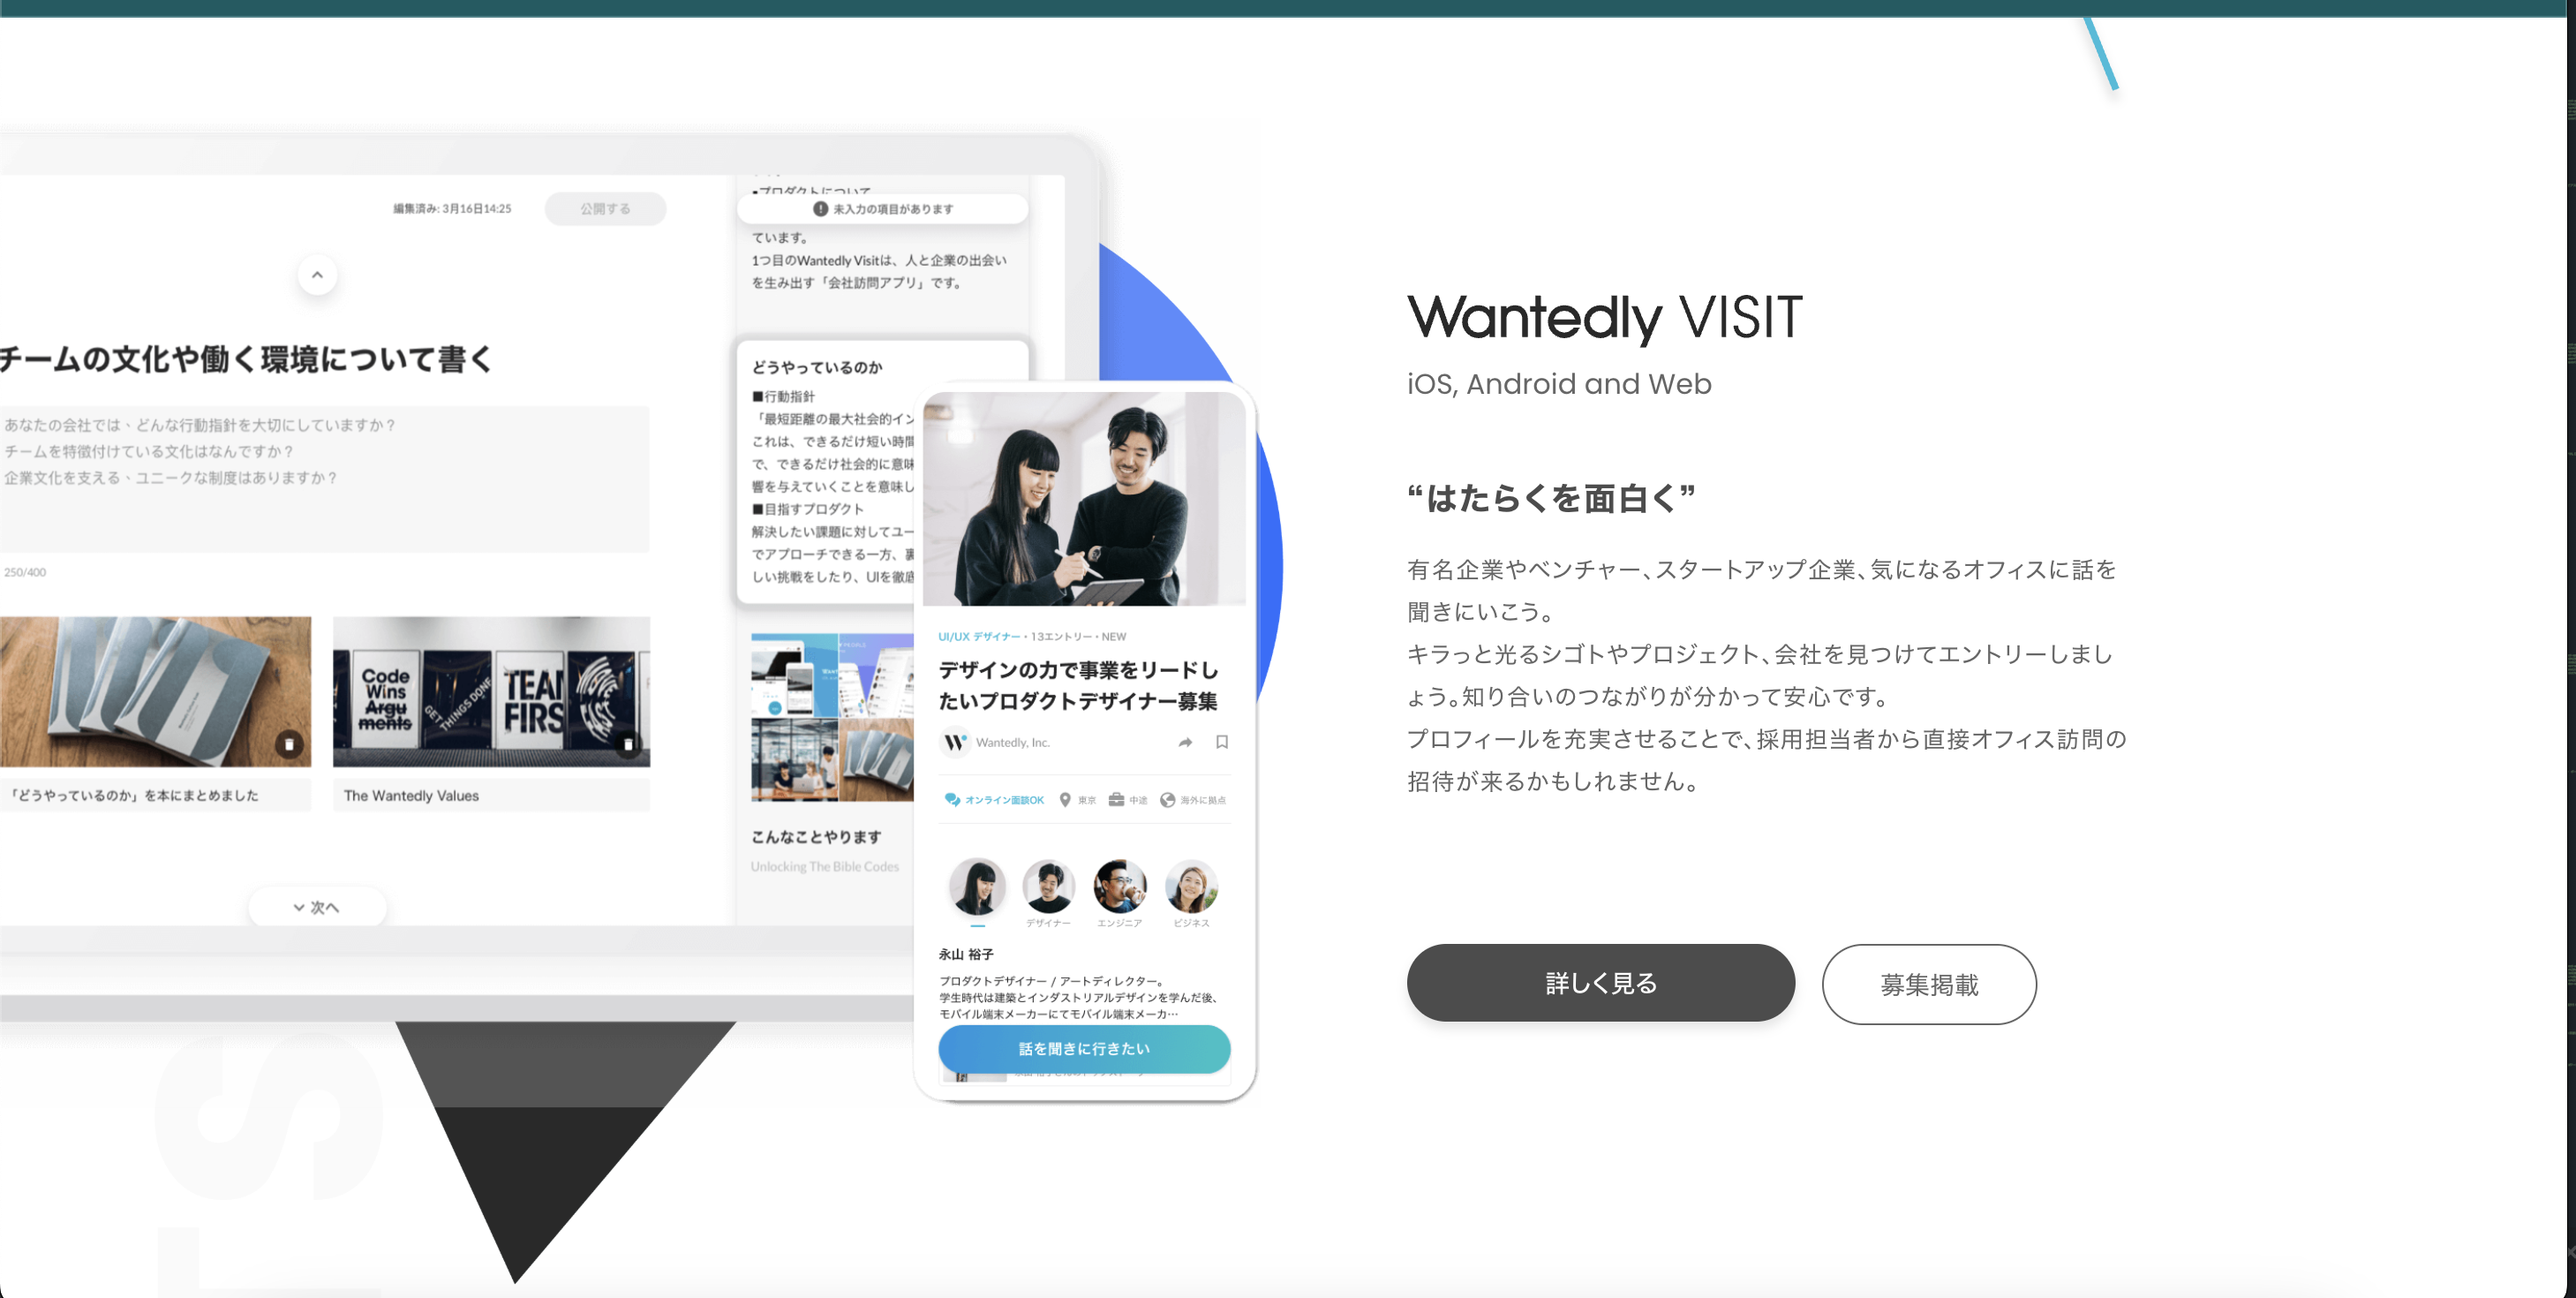 編集済み: 3月16日14:25
公開する
チームの文化や働く環境について書く
あなたの会社では、どんな行動指針を大切にしていますか？
チームを特徴付けている文化はなんですか？
企業文化を支える、ユニークな制度はありますか？
250/400
Code
Wins
Argu
ments
GET THINGS DONE
TEAM
FIRS
「どうやっているのか」を本にまとめました
The Wantedly Values
次へ
▪プロダクトについて
未入力の項目があります
ています。
1つ目のWantedly Visitは、人と企業の出会い
を生み出す「会社訪問アプリ」です。
どうやっているのか
■行動指針
「最短距離の最大社会的イン
これは、できるだけ短い時間
で、できるだけ社会的に意味
響を与えていくことを意味し
■目指すプロダクト
解決したい課題に対してユー
でアプローチできる一方、裏
しい挑戦をしたり、UIを徹底
こんなことやります
Unlocking The Bible Codes
UI/UX デザイナー・13エントリー・NEW
デザインの力で事業をリードし
たいプロダクトデザイナー募集
Wantedly, Inc.
オンライン面談OK
東京
中途
海外に拠点
デザイナー
エンジニア
ビジネス
永山 裕子
プロダクトデザイナー / アートディレクター。
学生時代は建築とインダストリアルデザインを学んだ後、
モバイル端末メーカーにてモバイル端末メーカ…
話を聞きに行きたい
Wantedly VISIT
iOS, Android and Web
“はたらくを面白く”
有名企業やベンチャー、スタートアップ企業、気になるオフィスに話を
聞きにいこう。
キラっと光るシゴトやプロジェクト、会社を見つけてエントリーしまし
ょう。知り合いのつながりが分かって安心です。
プロフィールを充実させることで、採用担当者から直接オフィス訪問の
招待が来るかもしれません。
詳しく見る
募集掲載